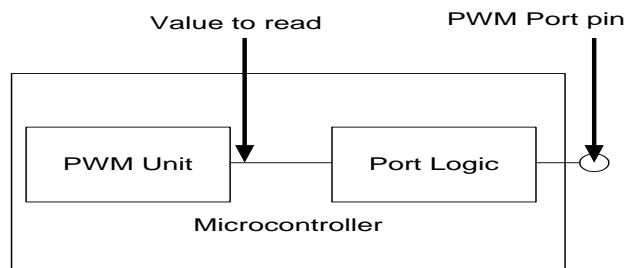 Value to read
PWM Port pin
PWM Unit
Port Logic
Microcontroller